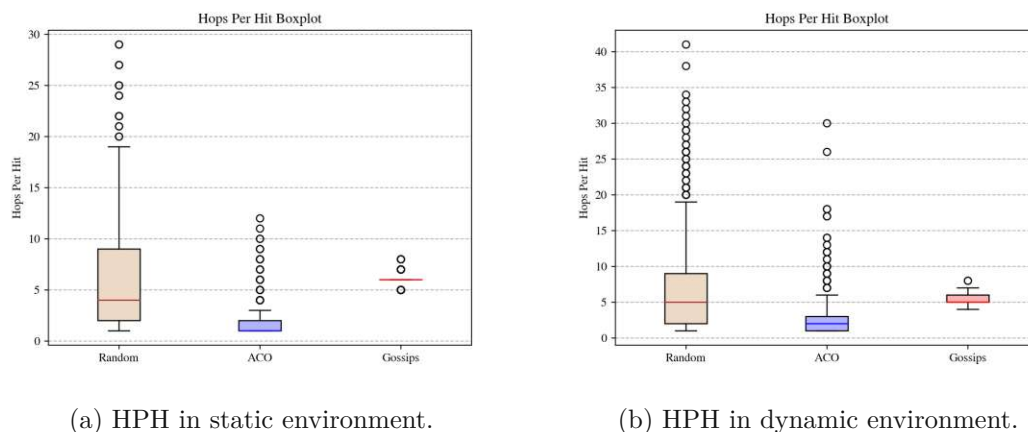 Hops Per Hit Boxplot
Hops Per Hit
30
25
20
15
10
5
0
Random ACO Gossips
(a) HPH in static environment.
Hops Per Hit Boxplot
Hops Per Hit
40
35
30
25
20
15
10
5
0
Random ACO Gossips
(b) HPH in dynamic environment.